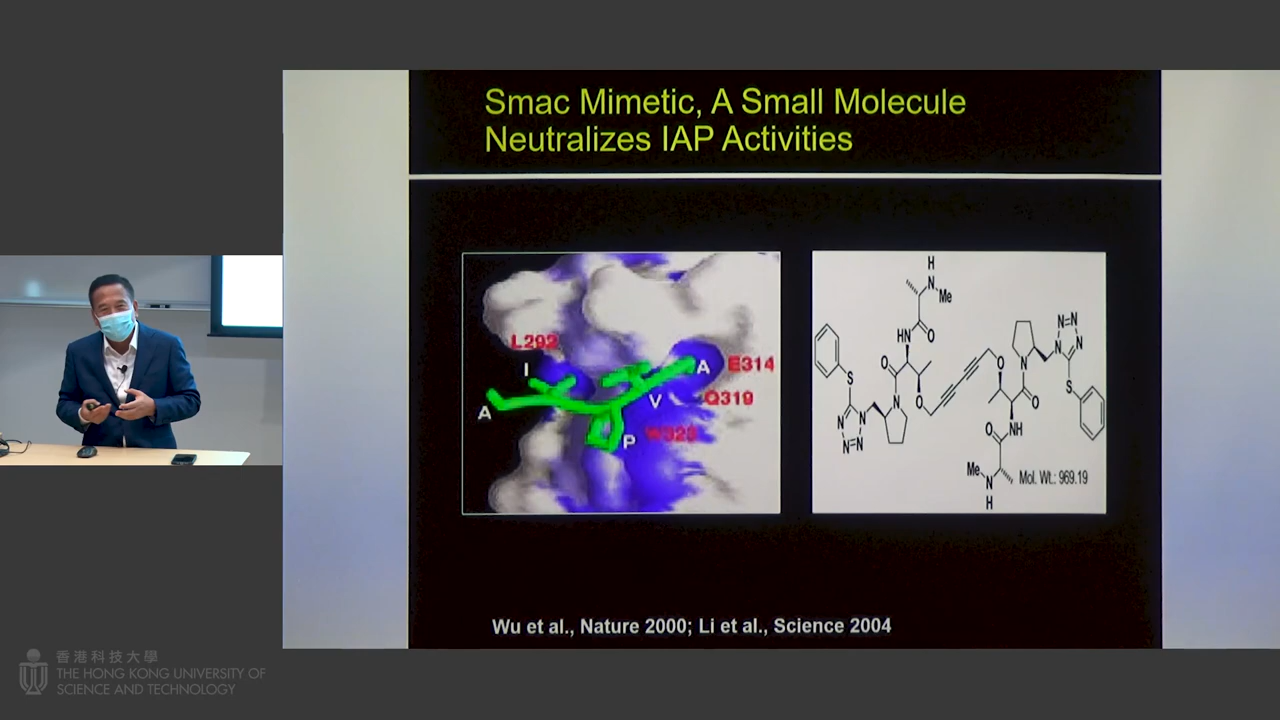 Smac Mimetic, A Small Molecule
Neutralizes IAP Activities
L292
I
A
E314
A
V
Q319
P
W323
H
N
Me
O
HN
O
S
N
O
N
N
N=N
N=N
N
N
O
N
S
O
NH
O
Me
N
H
Mol. Wt.: 969.19
Wu et al., Nature 2000; Li et al., Science 2004
香港科技大學
THE HONG KONG UNIVERSITY OF
SCIENCE AND TECHNOLOGY